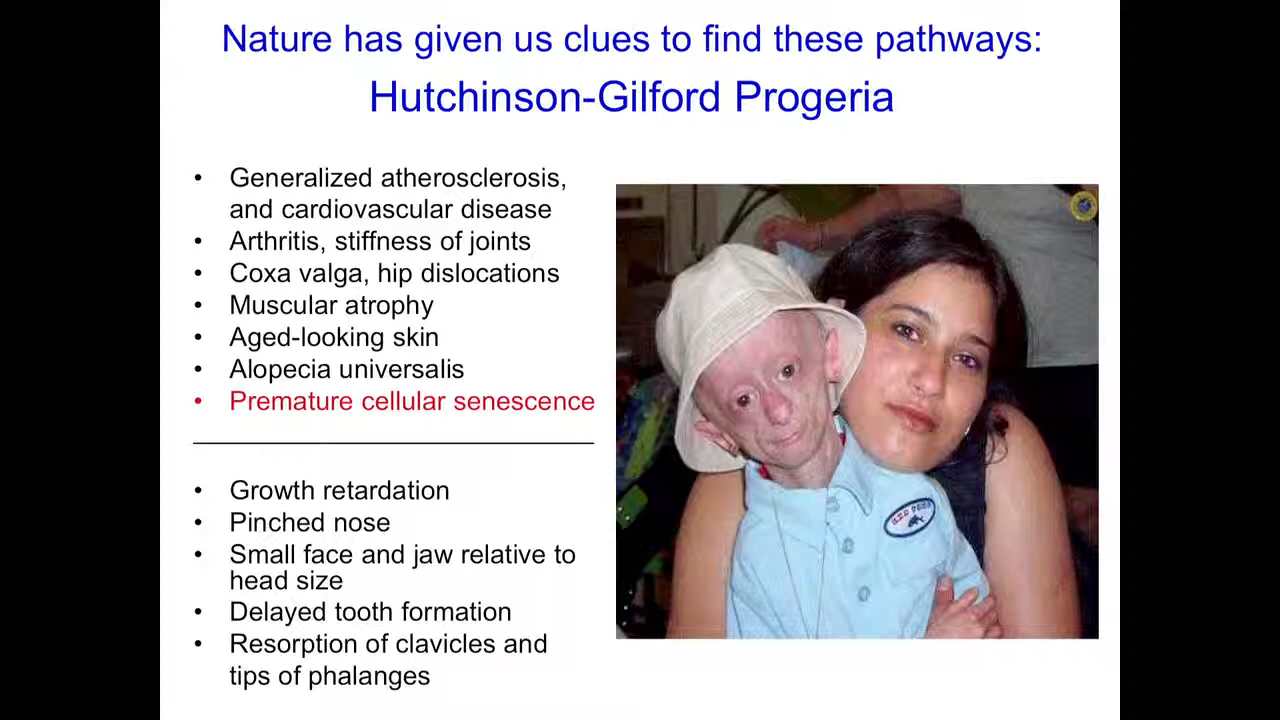 Nature has given us clues to find these pathways:
Hutchinson-Gilford Progeria
• Generalized atherosclerosis,
and cardiovascular disease
• Arthritis, stiffness of joints
• Coxa valga, hip dislocations
• Muscular atrophy
• Aged-looking skin
• Alopecia universalis
• Premature cellular senescence
• Growth retardation
• Pinched nose
• Small face and jaw relative to
head size
• Delayed tooth formation
• Resorption of clavicles and
tips of phalanges